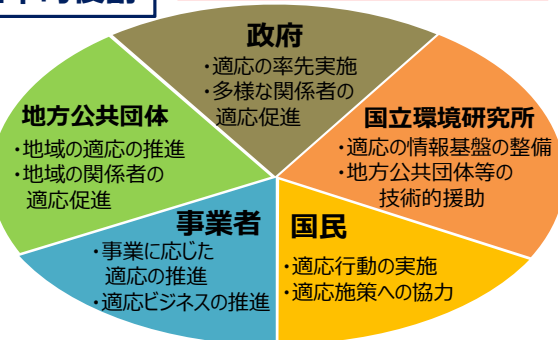 政府
・適応の率先実施
・多様な関係者の
適応促進
国立環境研究所
・適応の情報基盤の整備
・地方公共団体等の
技術的援助
国民
・適応行動の実施
・適応施策への協力
事業者
・事業に応じた
適応の推進
・適応ビジネスの推進
地方公共団体
・地域の適応の推進
・地域の関係者の
適応促進